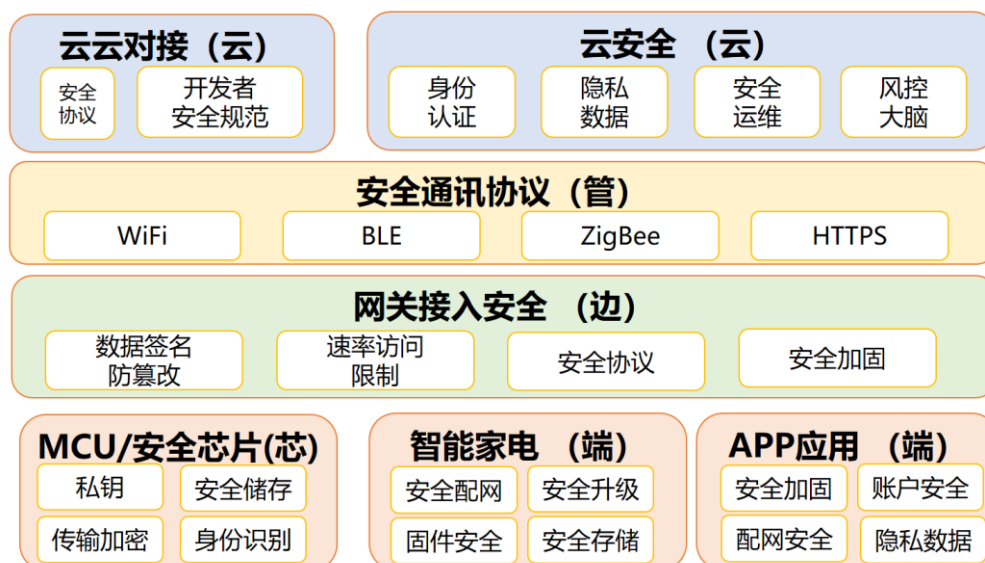 云云对接（云）
安全
协议
开发者
安全规范
云安全 （云）
身份
认证
隐私
数据
安全
运维
风控
大脑
安全通讯协议（管）
WiFi
BLE
ZigBee
HTTPS
网关接入安全 （边）
数据签名
防篡改
速率访问
限制
安全协议
安全加固
MCU/安全芯片(芯)
私钥
安全储存
传输加密
身份识别
智能家电 （端）
安全配网
安全升级
固件安全
安全存储
APP应用 （端）
安全加固
账户安全
配网安全
隐私数据